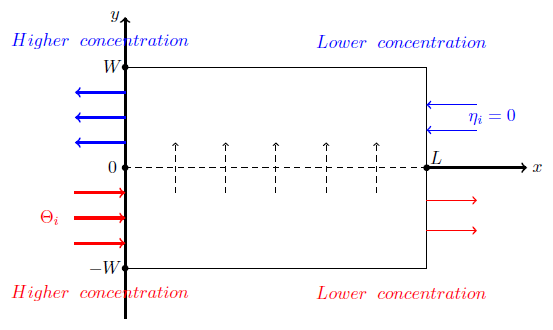 y
Higher concentration
Lower concentration
W
η_i = 0
0
L
x
Θ_i
−W
Higher concentration
Lower concentration